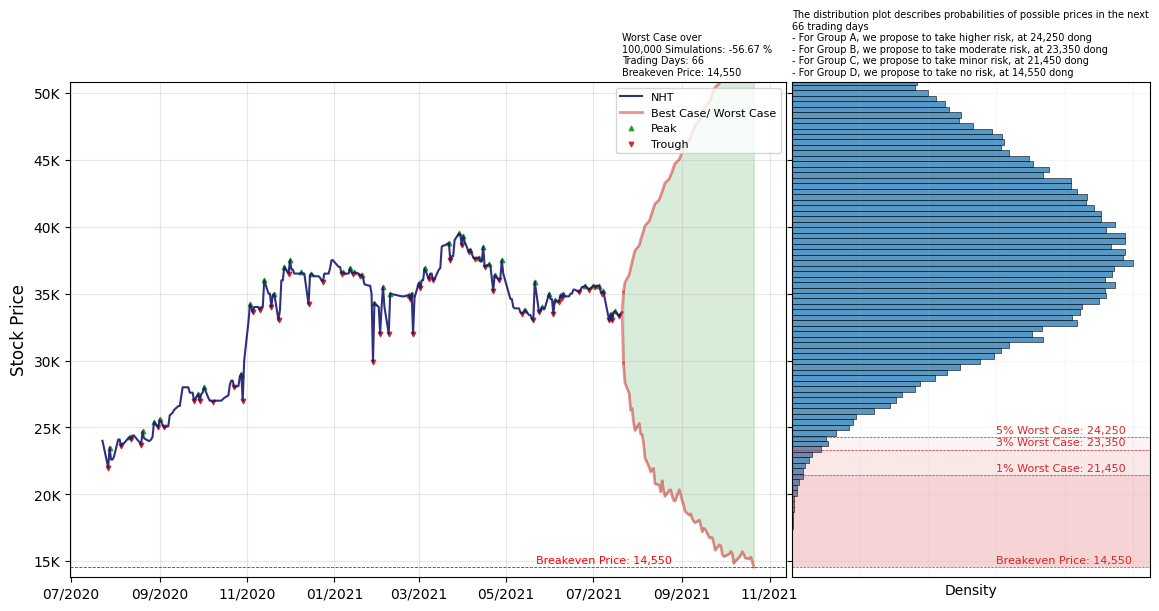 The distribution plot describes probabilities of possible prices in the next
66 trading days
- For Group A, we propose to take higher risk, at 24,250 dong
- For Group B, we propose to take moderate risk, at 23,350 dong
- For Group C, we propose to take minor risk, at 21,450 dong
- For Group D, we propose to take no risk, at 14,550 dong
Worst Case over
100,000 Simulations: -56.67 %
Trading Days: 66
Breakeven Price: 14,550
NHT
Best Case/ Worst Case
Peak
Trough
Stock Price
50K
45K
40K
35K
30K
25K
20K
15K
Breakeven Price: 14,550
07/2020
09/2020
11/2020
01/2021
03/2021
05/2021
07/2021
09/2021
11/2021
5% Worst Case: 24,250
3% Worst Case: 23,350
1% Worst Case: 21,450
Breakeven Price: 14,550
Density